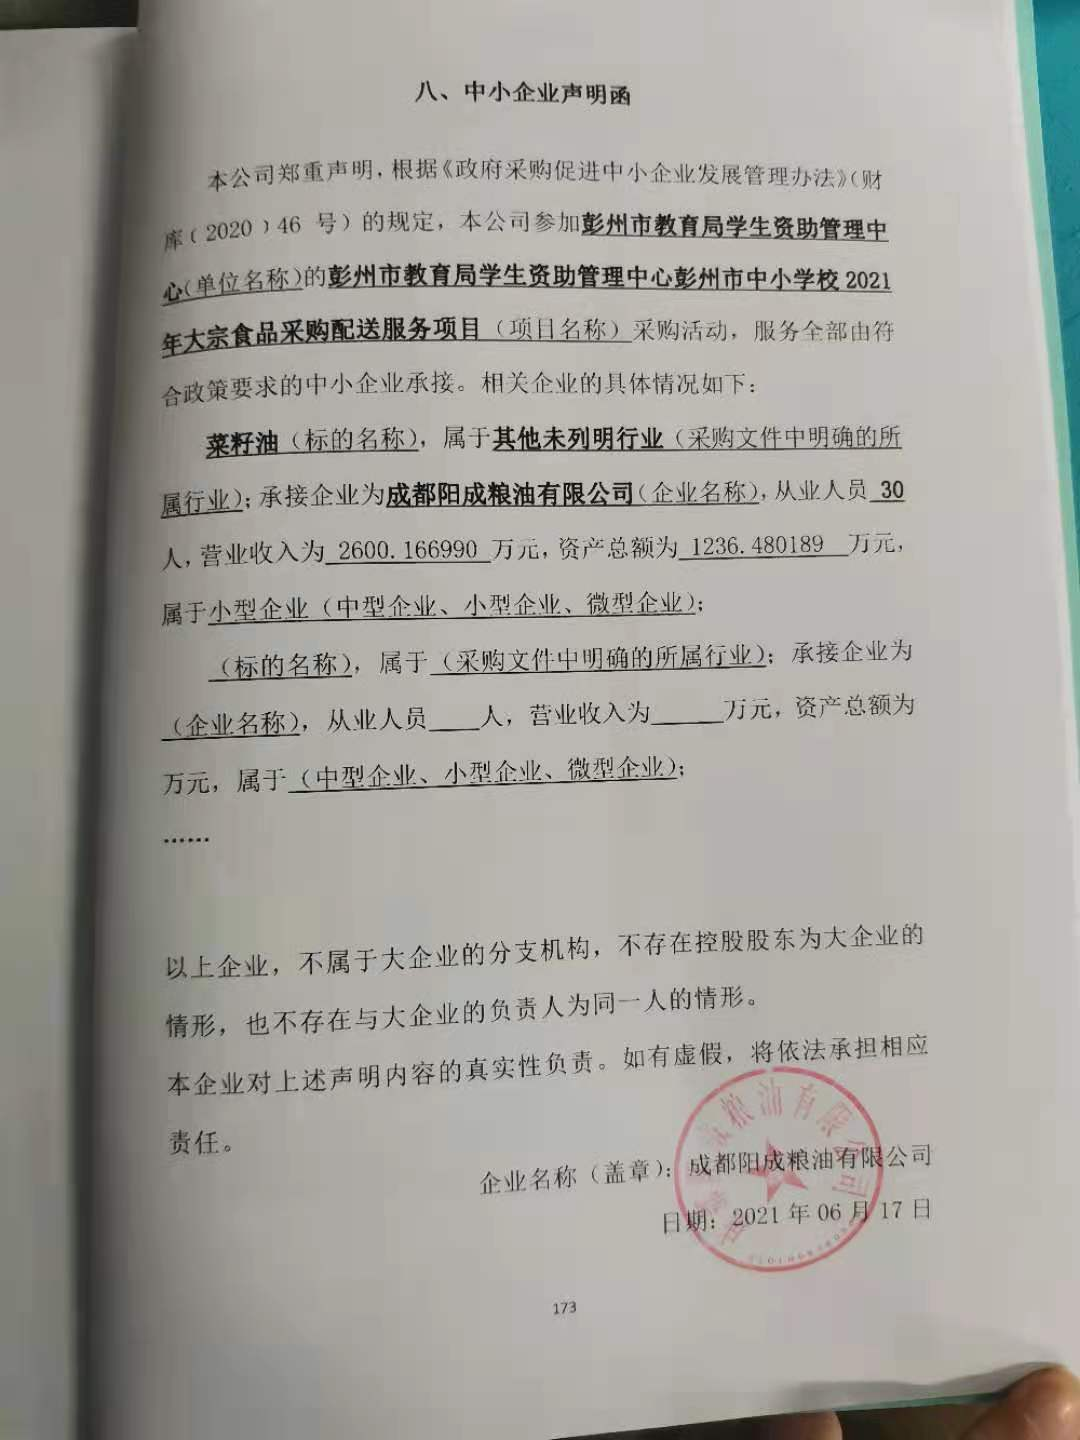 八、中小企业声明函
本公司郑重声明，根据《政府采购促进中小企业发展管理办法》（财
库﹙2020﹚46 号）的规定，本公司参加彭州市教育局学生资助管理中
心（单位名称）的彭州市教育局学生资助管理中心彭州市中小学校 2021
年大宗食品采购配送服务项目（项目名称）采购活动，服务全部由符
合政策要求的中小企业承接。相关企业的具体情况如下：
菜籽油（标的名称），属于其他未列明行业（采购文件中明确的所
属行业）；承接企业为成都阳成粮油有限公司（企业名称），从业人员 30
人，营业收入为 2600.166990 万元，资产总额为 1236.480189 万元，
属于小型企业（中型企业、小型企业、微型企业）；
（标的名称），属于（采购文件中明确的所属行业）；承接企业为
（企业名称），从业人员____人，营业收入为______万元，资产总额为
万元，属于（中型企业、小型企业、微型企业）；
……
以上企业，不属于大企业的分支机构，不存在控股股东为大企业的
情形，也不存在与大企业的负责人为同一人的情形。
本企业对上述声明内容的真实性负责。如有虚假，将依法承担相应
责任。
企业名称（盖章）：成都阳成粮油有限公司
日期：2021 年 06 月 17 日
成粮油有限公司
173